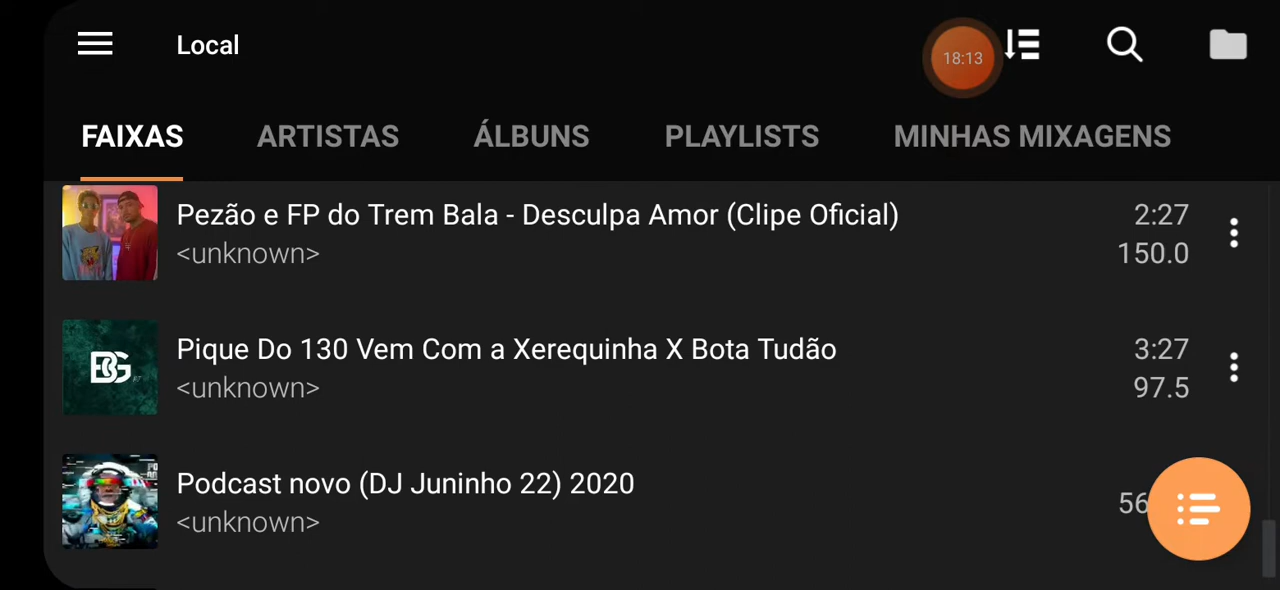 Local
18:13
FAIXAS
ARTISTAS
ÁLBUNS
PLAYLISTS
MINHAS MIXAGENS
Pezão e FP do Trem Bala - Desculpa Amor (Clipe Oficial)
2:27
<unknown>
150.0
BG
Pique Do 130 Vem Com a Xerequinha X Bota Tudão
3:27
<unknown>
97.5
Podcast novo (DJ Juninho 22) 2020
56
<unknown>